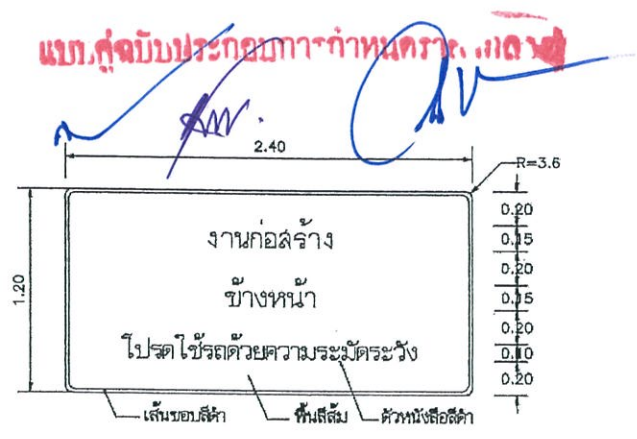 แบบคู่ฉบับประกอบการกำหนดราคากลาง
2.40
R=3.6
1.20
งานก่อสร้าง
ข้างหน้า
โปรดใช้รถด้วยความระมัดระวัง
0.20
0.15
0.20
0.15
0.20
0.10
0.20
เส้นขอบสีดำ
พื้นสีส้ม
ตัวหนังสือสีดำ